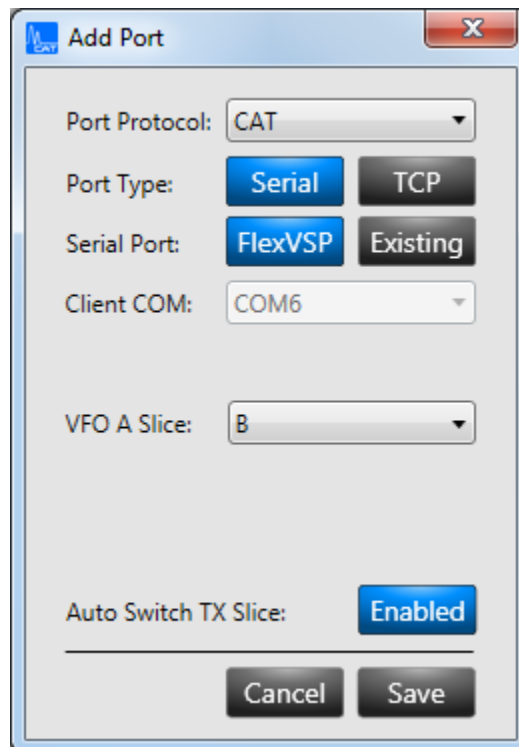 CAT Add Port X
Port Protocol: CAT
Port Type: Serial TCP
Serial Port: FlexVSP Existing
Client COM: COM6
VFO A Slice: B
Auto Switch TX Slice: Enabled
Cancel Save